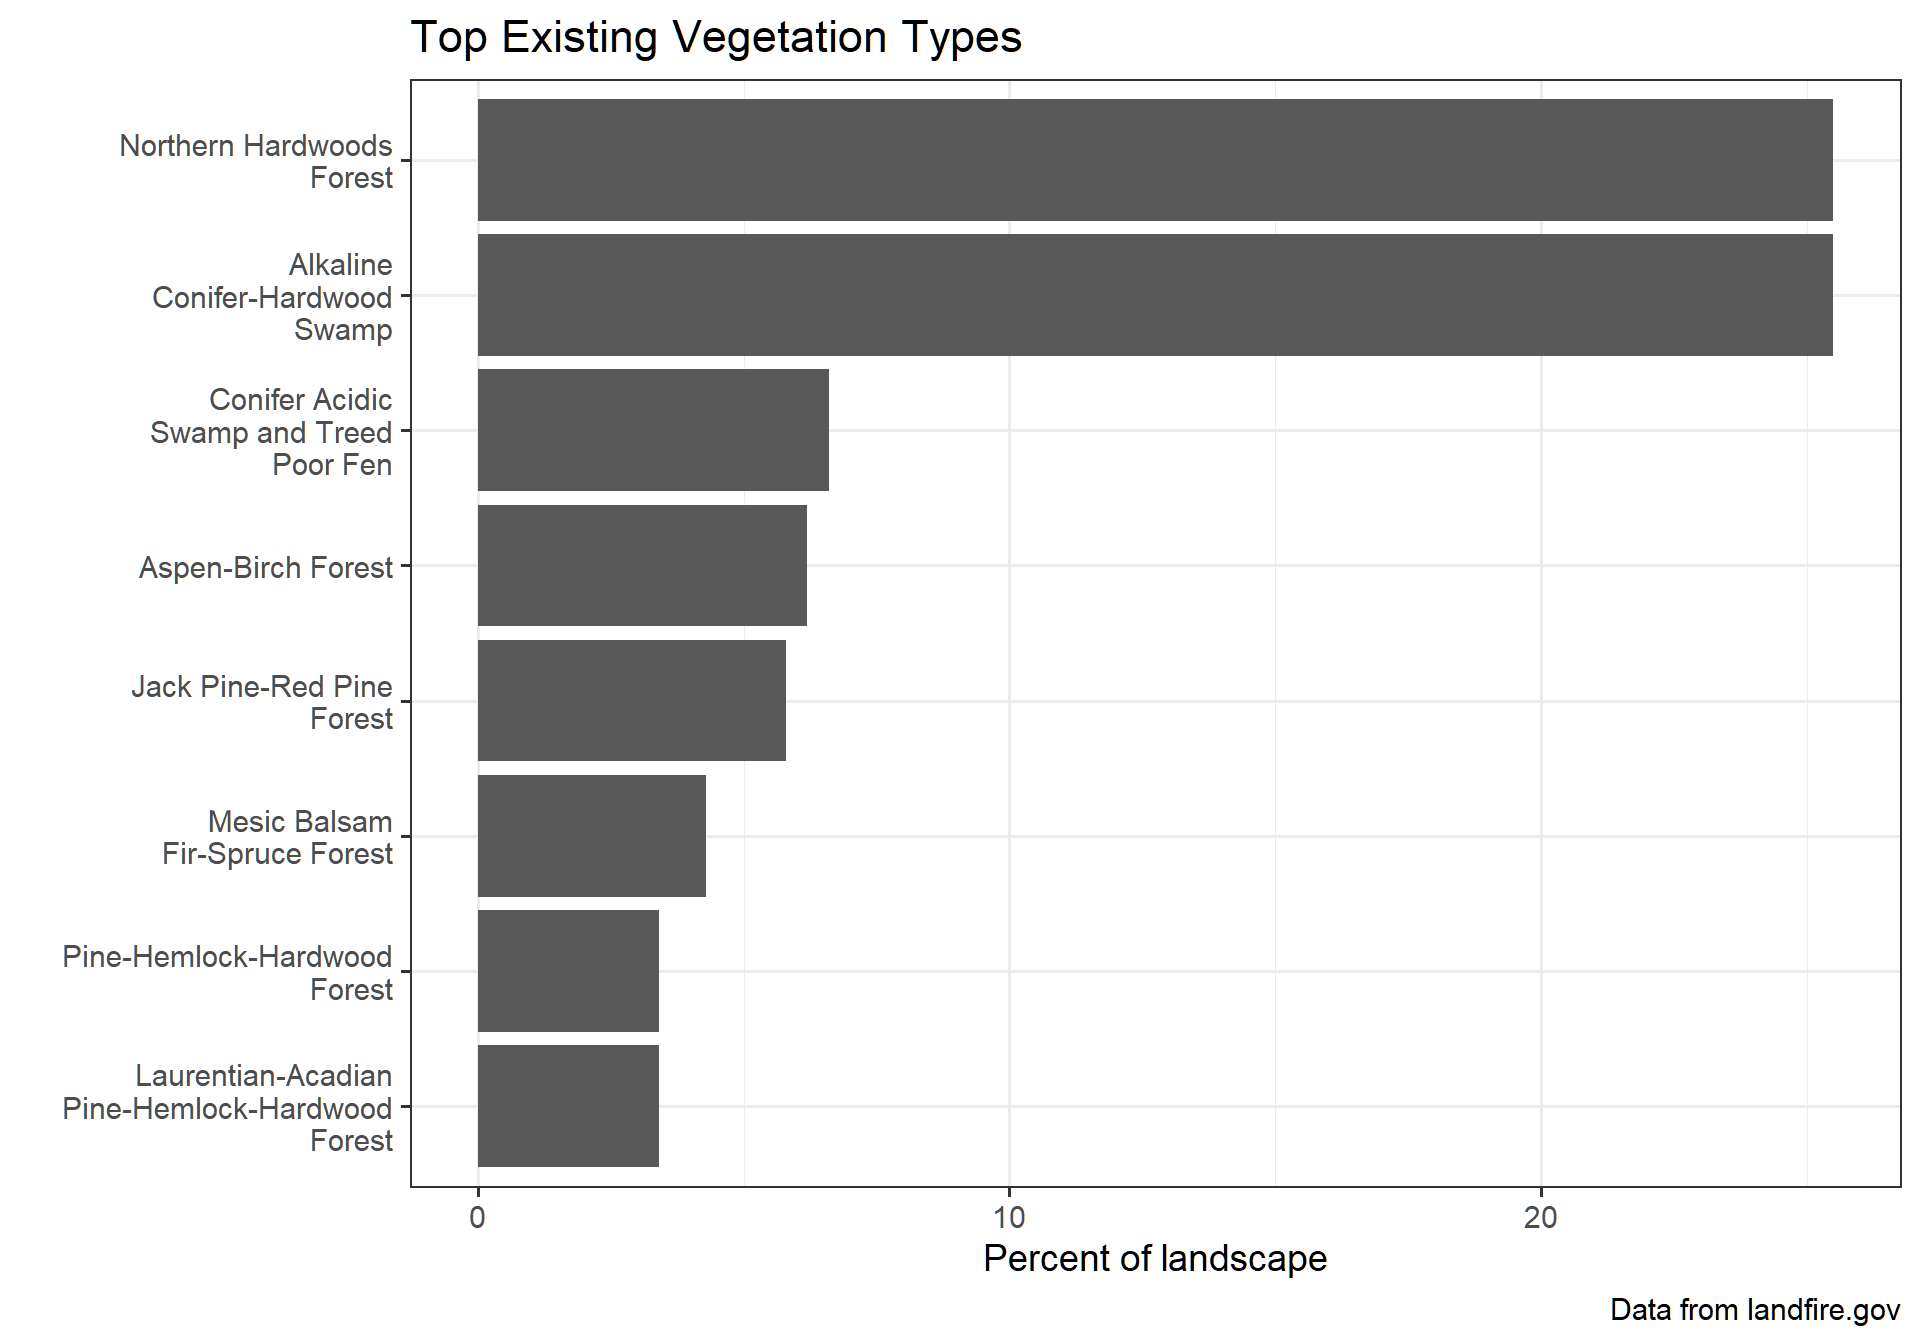 Top Existing Vegetation Types
Northern Hardwoods
Forest
Alkaline
Conifer-Hardwood
Swamp
Conifer Acidic
Swamp and Treed
Poor Fen
Aspen-Birch Forest
Jack Pine-Red Pine
Forest
Mesic Balsam
Fir-Spruce Forest
Pine-Hemlock-Hardwood
Forest
Laurentian-Acadian
Pine-Hemlock-Hardwood
Forest
0 10 20
Percent of landscape
Data from landfire.gov